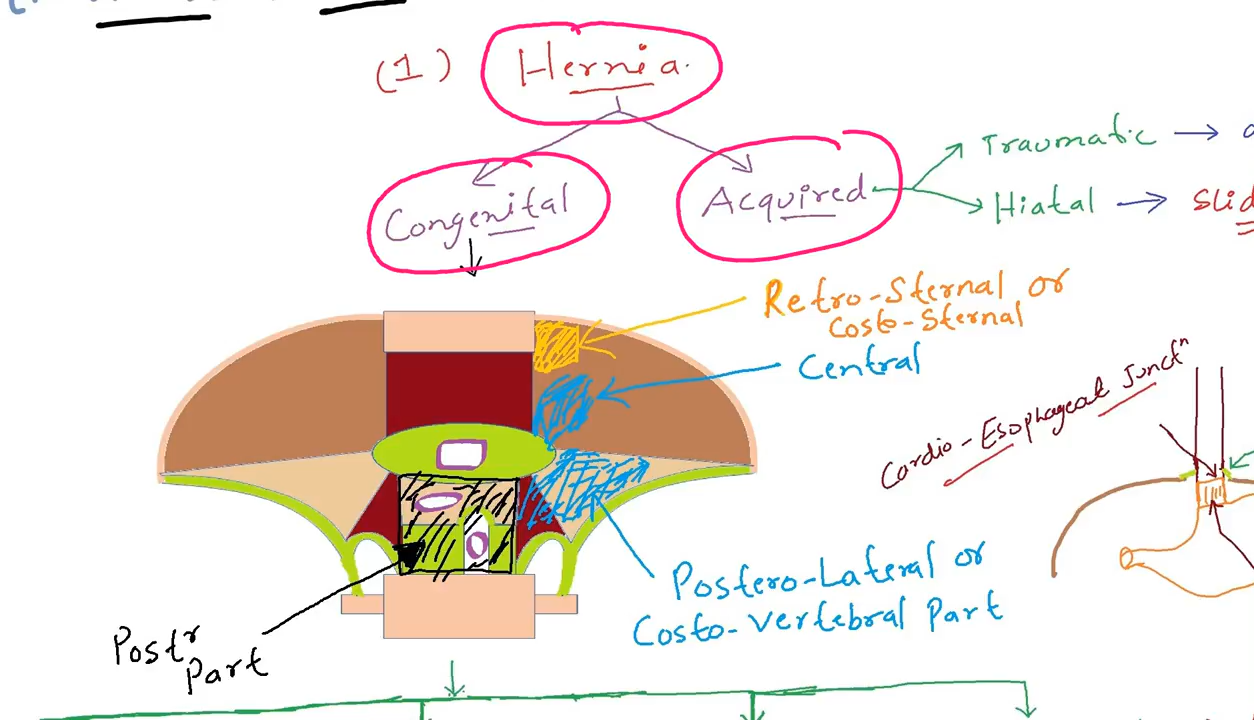 (1) Hernia.
Congenital
Acquired
Traumatic →
Hiatal →
Retro-Sternal or
Costo-Sternal
Central
Cardio-Esophageal Junctⁿ
Postero-Lateral or
Costo-Vertebral Part
Postʳ
Part